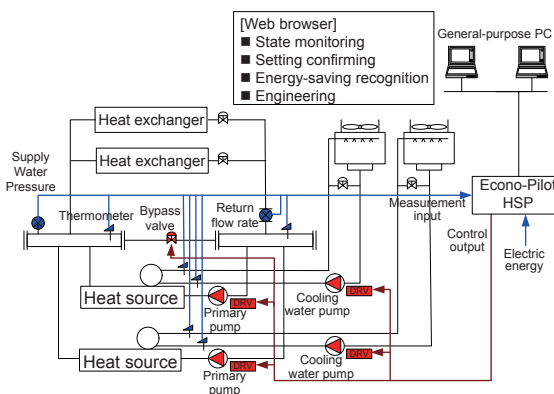 [Web browser]
■ State monitoring
■ Setting confirming
■ Energy-saving recognition
■ Engineering
General-purpose PC
Heat exchanger
Heat exchanger
Supply
Water
Pressure
Thermometer
Bypass
valve
Return
flow rate
Measurement
input
Econo-Pilot
HSP
Control
output
Electric
energy
Heat source
DRV
Primary
pump
DRV
Cooling
water pump
Heat source
DRV
Primary
pump
DRV
Cooling
water pump